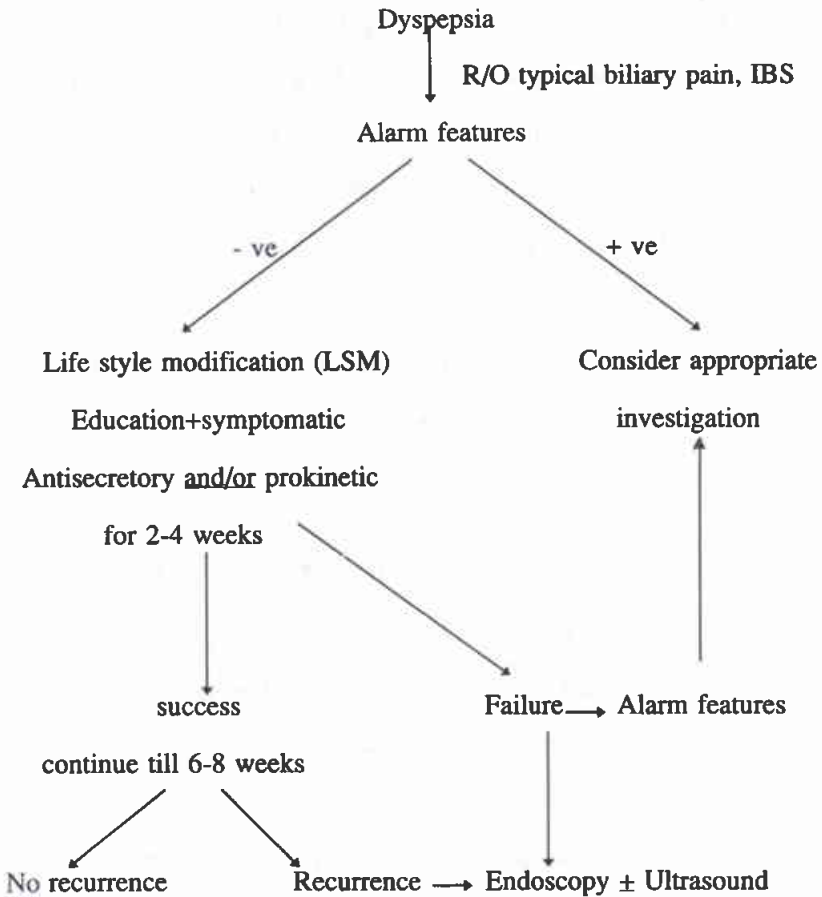 Dyspepsia
R/O typical biliary pain, IBS
Alarm features
- ve
+ ve
Life style modification (LSM)
Education+symptomatic
Antisecretory and/or prokinetic
for 2-4 weeks
Consider appropriate
investigation
success
continue till 6-8 weeks
Failure
Alarm features
No recurrence
Recurrence
Endoscopy ± Ultrasound